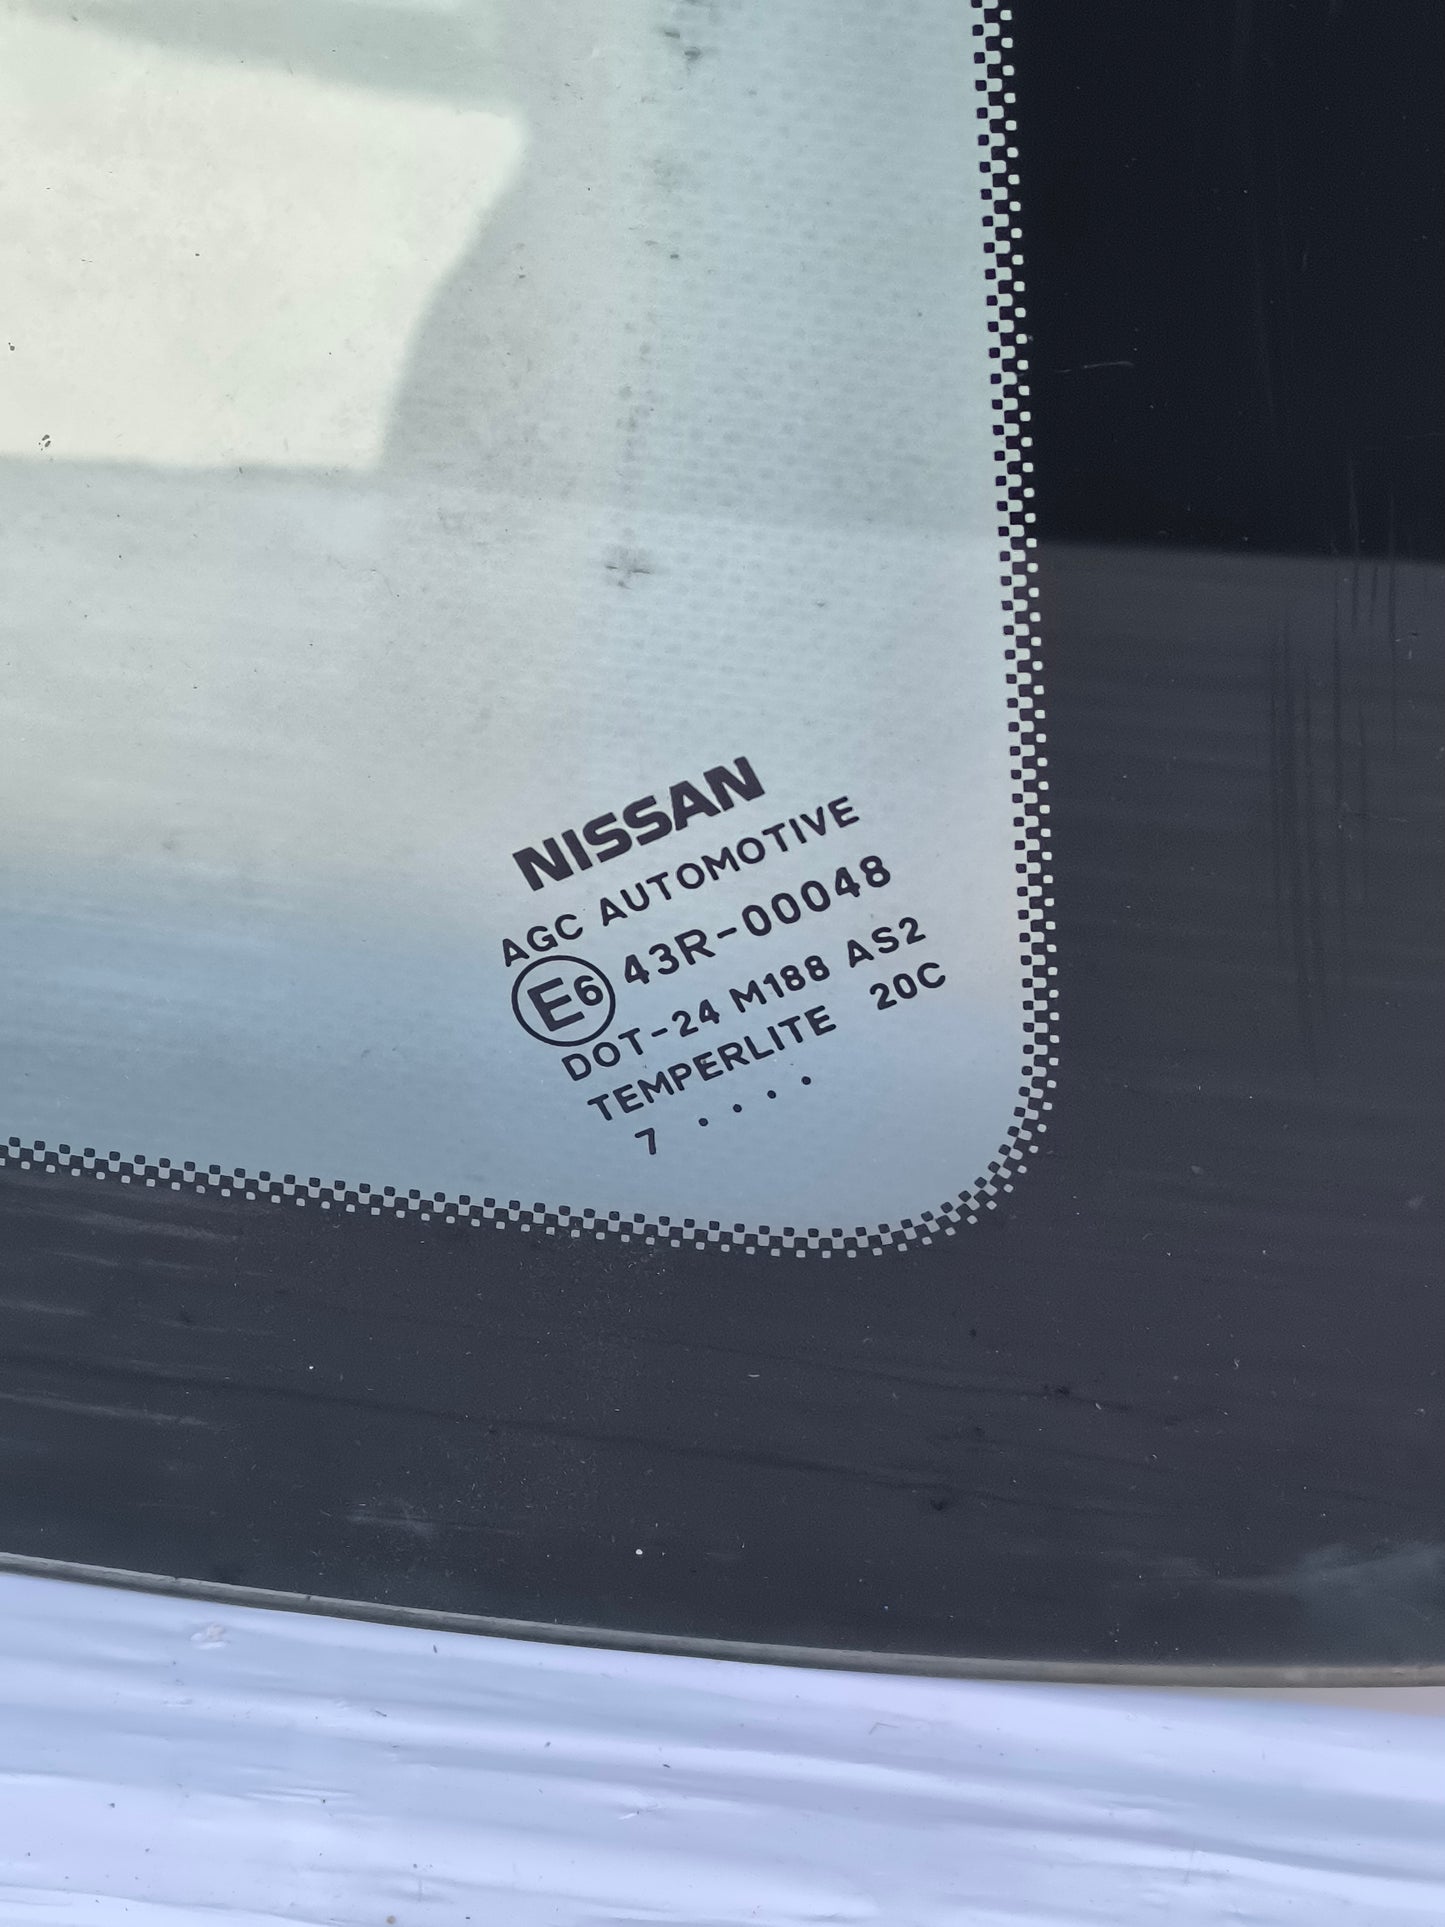 NISSAN
AGC AUTOMOTIVE
E6 43R-00048
DOT-24 M188 AS2
TEMPERLITE 20C
7 . . . .